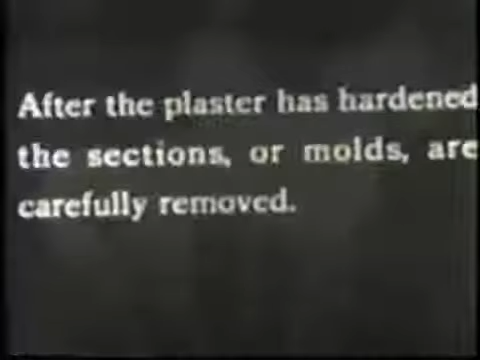 After the plaster has hardened
the sections, or molds, are
carefully removed.